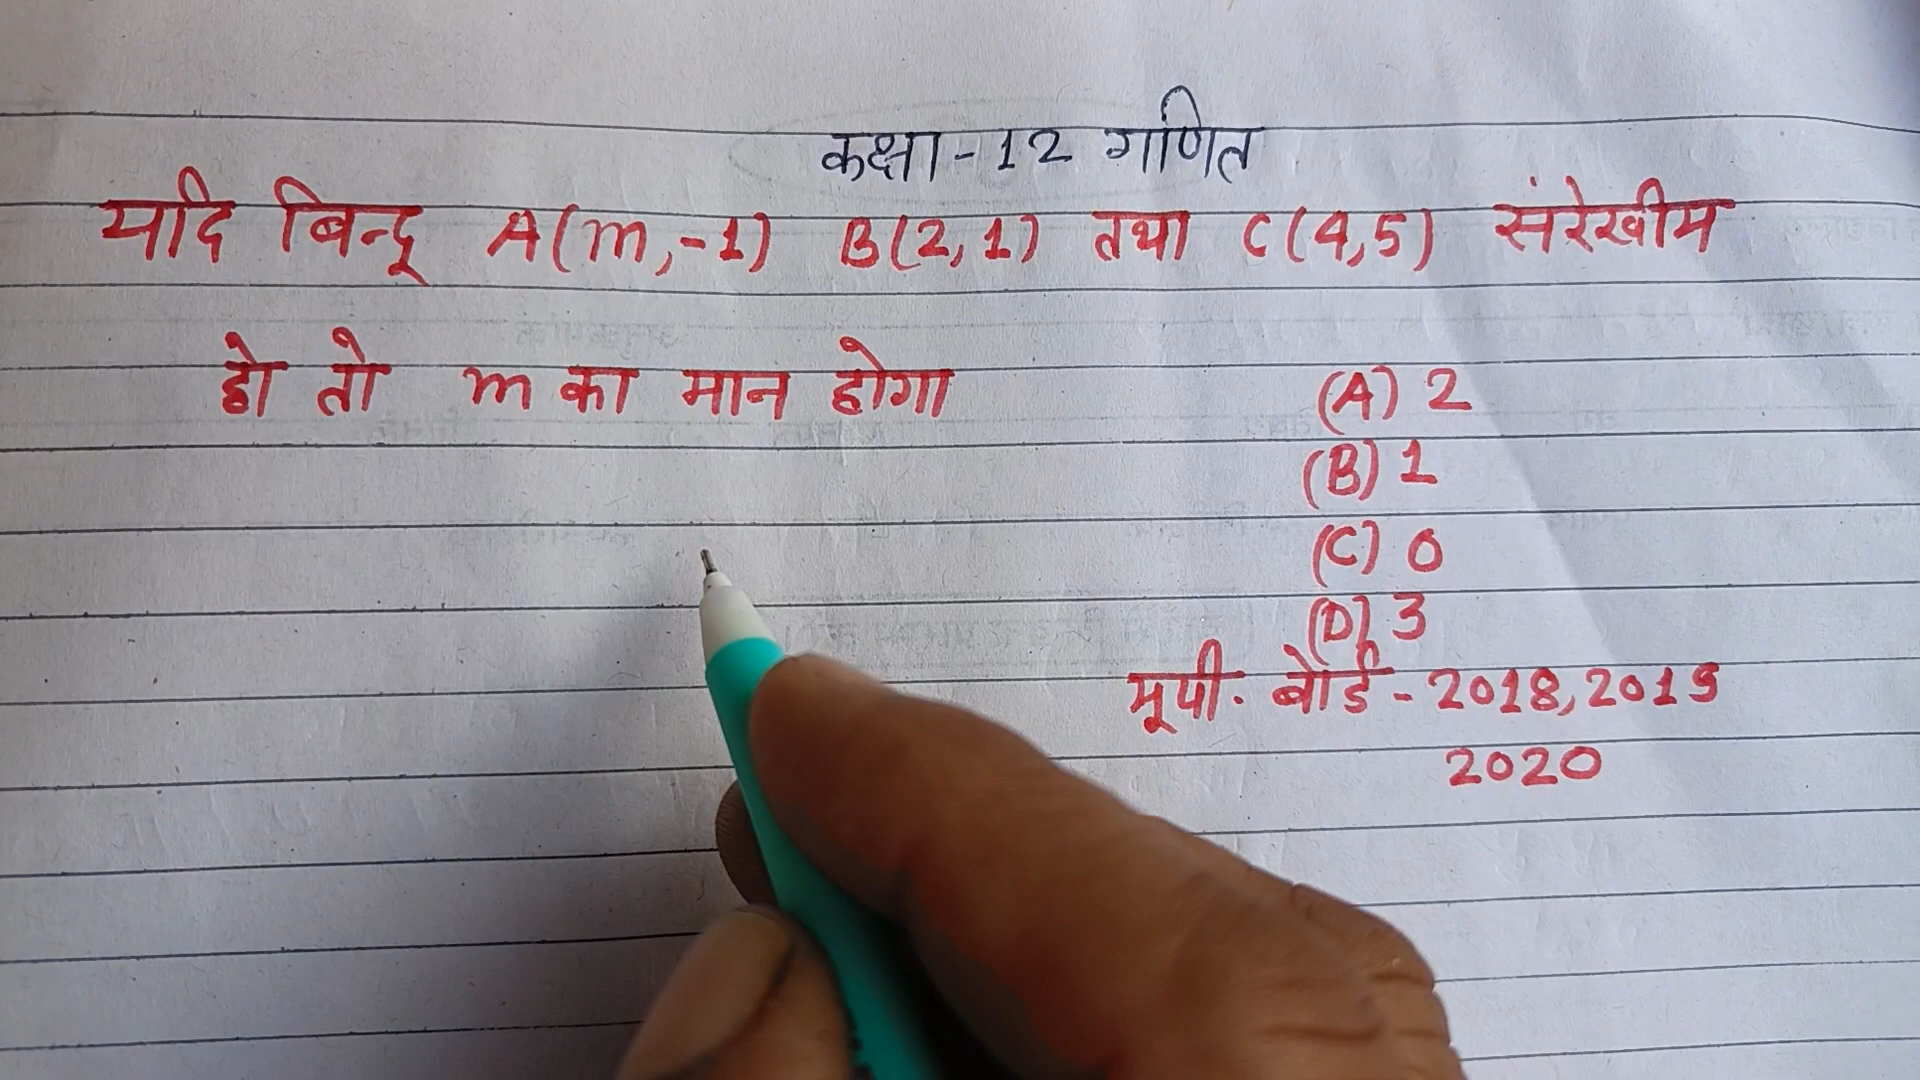 कक्षा - 12 गणित
यदि बिन्दू A(m,-1) B(2,1) तथा C(4,5) संरेखीय
हो तो m का मान होगा
(A) 2
(B) 1
(C) 0
(D) 3
यूपी. बोर्ड - 2018, 2019
2020